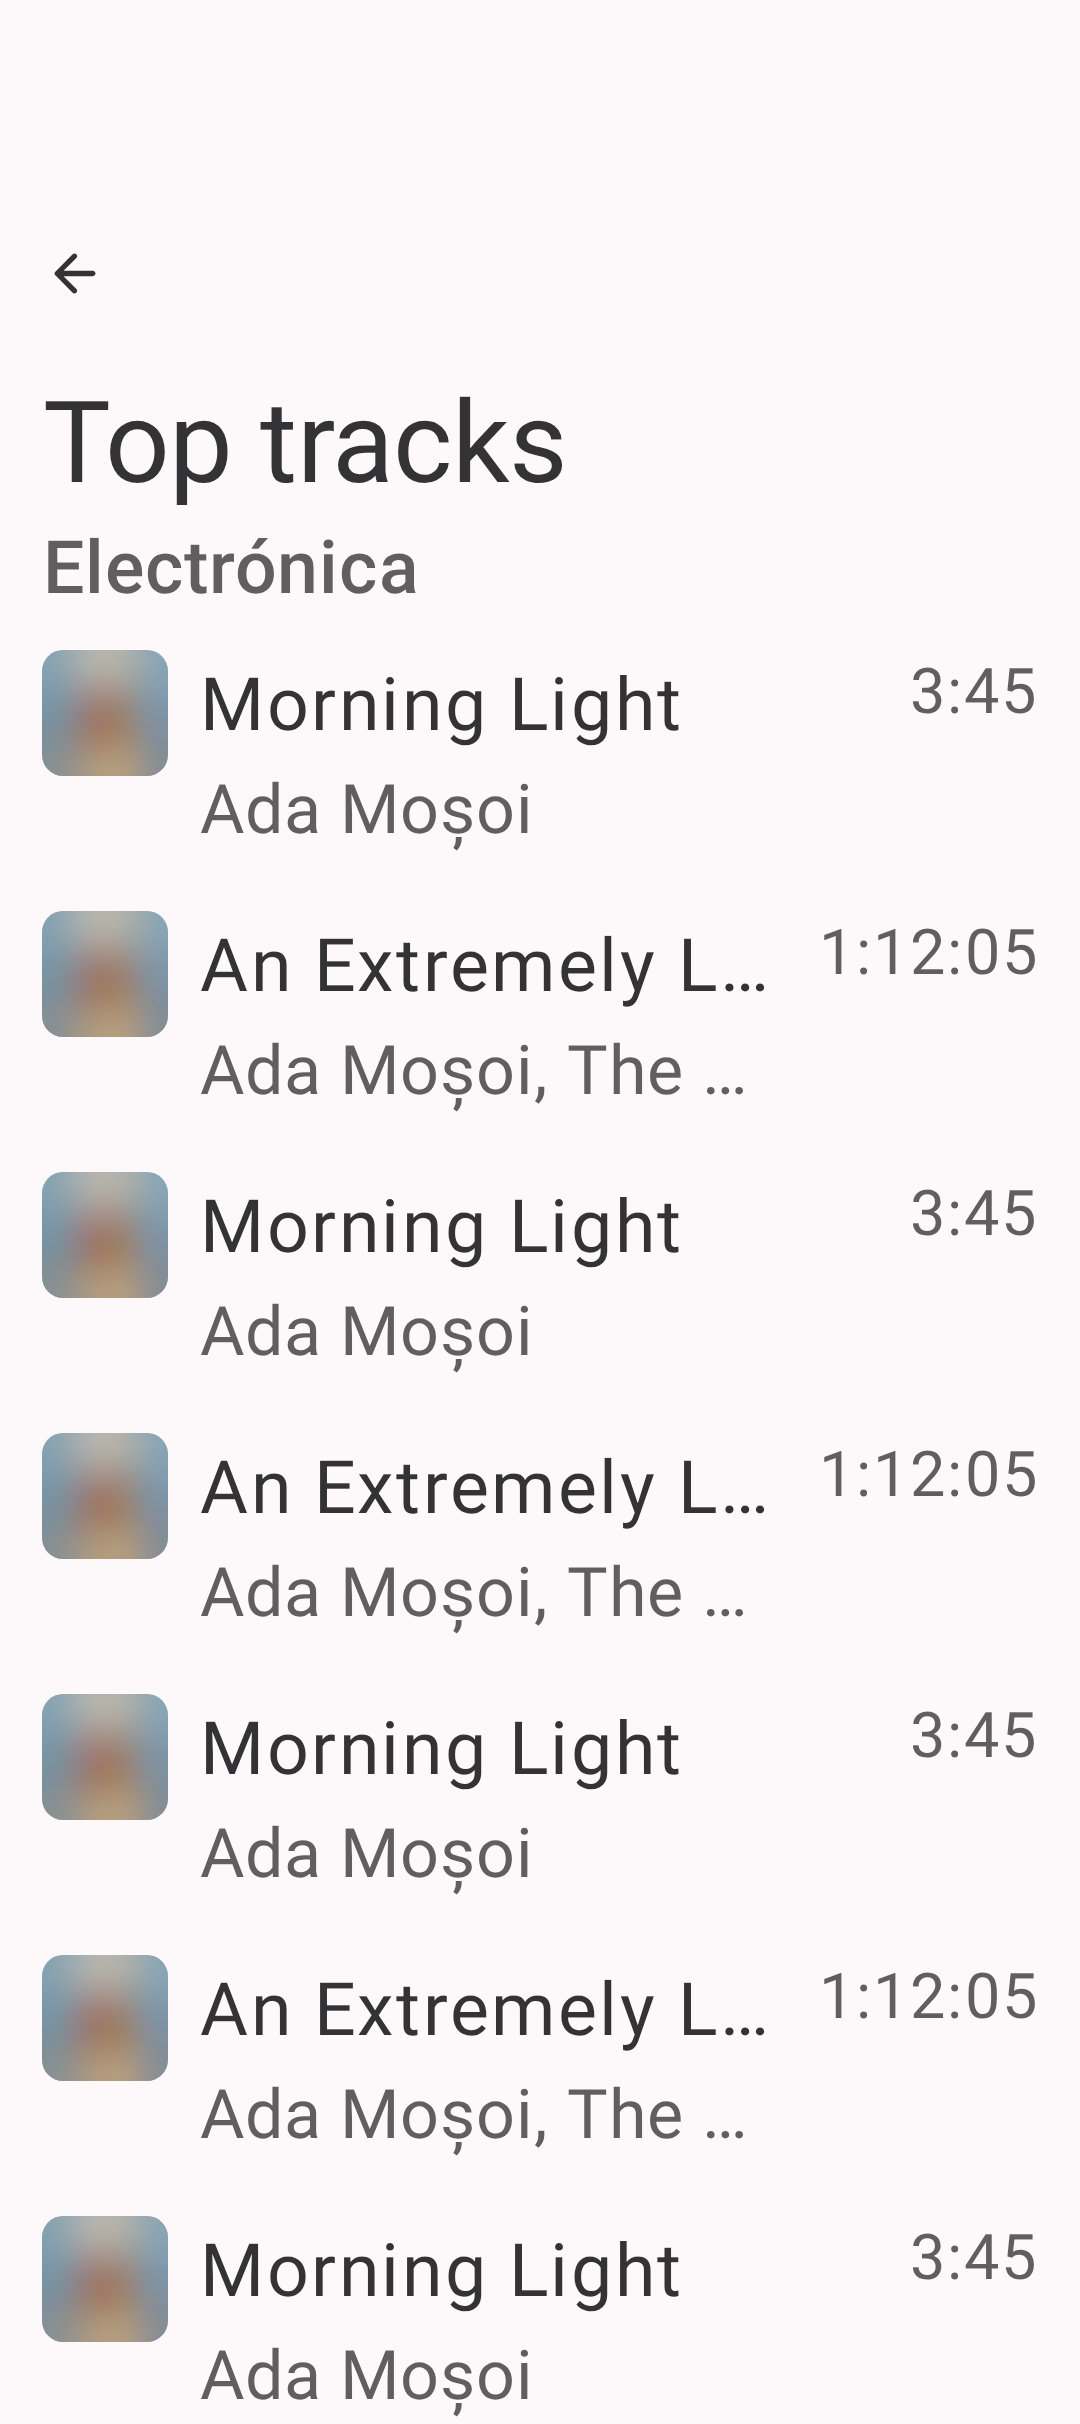 Top tracks
Electrónica
Morning Light
3:45
Ada Moșoi
An Extremely L…
1:12:05
Ada Moșoi, The …
Morning Light
3:45
Ada Moșoi
An Extremely L…
1:12:05
Ada Moșoi, The …
Morning Light
3:45
Ada Moșoi
An Extremely L…
1:12:05
Ada Moșoi, The …
Morning Light
3:45
Ada Moșoi